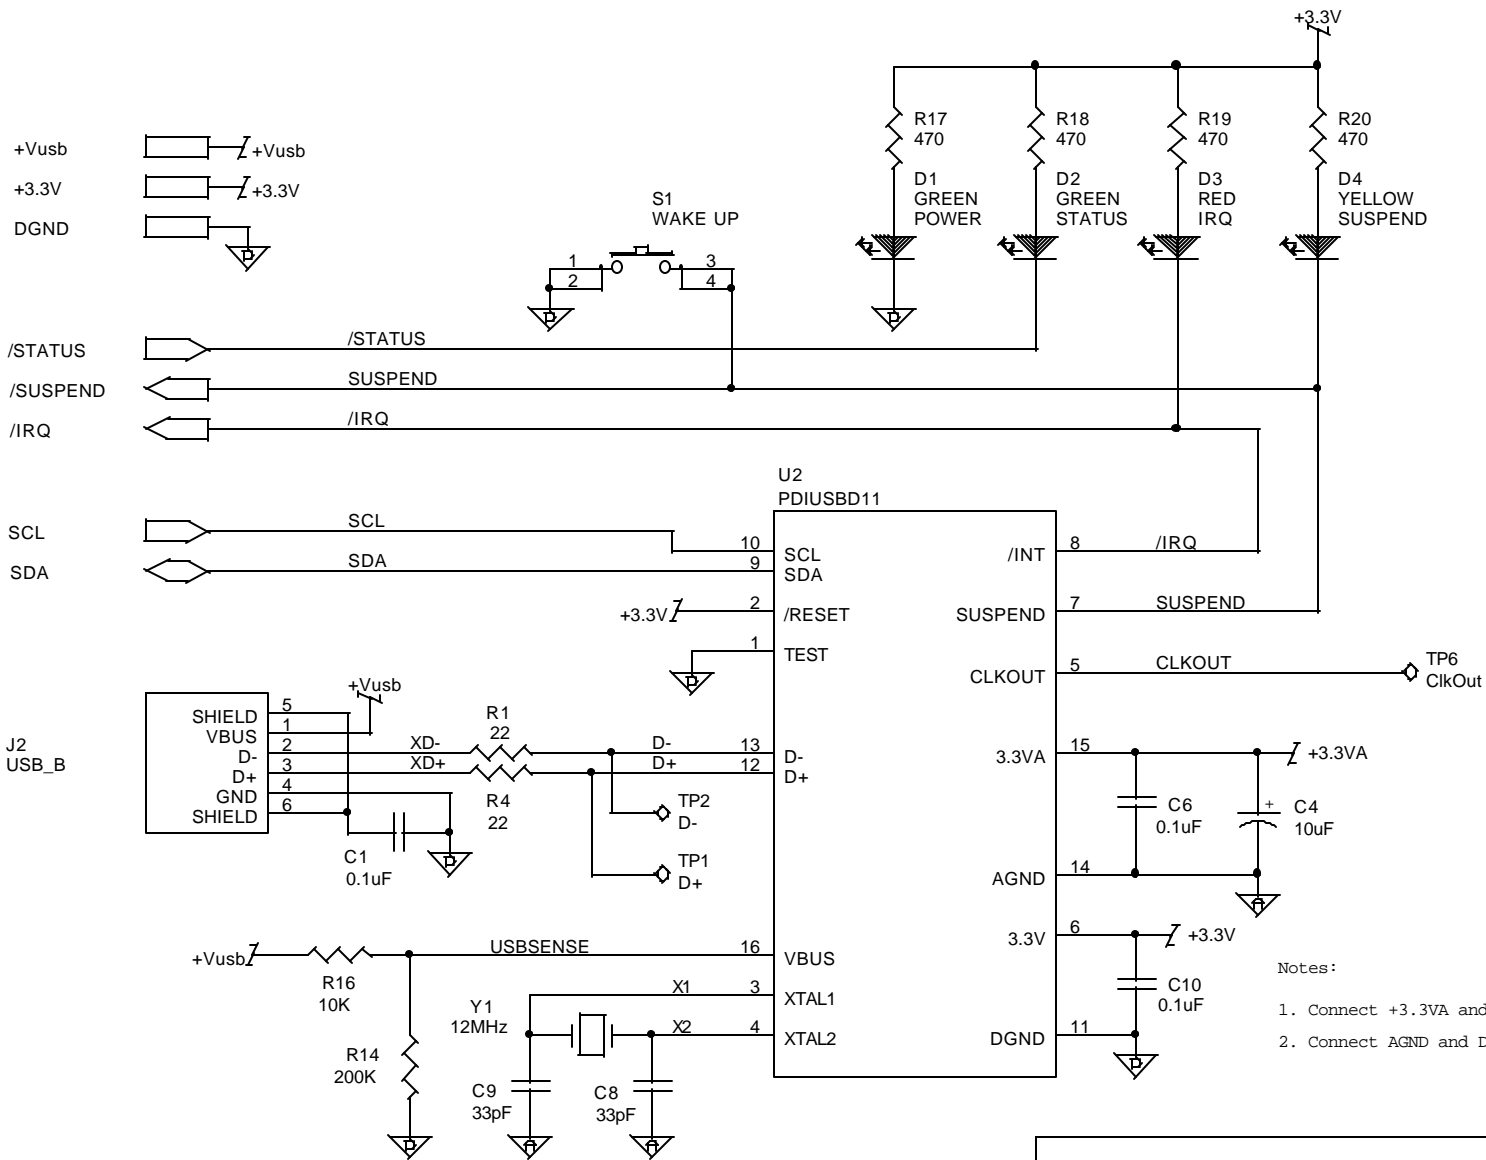 +3.3V
R17
470
R18
470
R19
470
R20
470
D1
GREEN
POWER
D2
GREEN
STATUS
D3
RED
IRQ
D4
YELLOW
SUSPEND
+Vusb
+Vusb
+3.3V
+3.3V
DGND
D
S1
WAKE UP
1
2
3
4
D
D
/STATUS
/STATUS
/SUSPEND
SUSPEND
/IRQ
/IRQ
U2
PDIUSBD11
SCL
SCL
10
SCL
SDA
SDA
9
SDA
/INT
8
/IRQ
+3.3V
2
/RESET
SUSPEND
7
SUSPEND
1
TEST
D
CLKOUT
5
CLKOUT
TP6
ClkOut
J2
USB_B
+Vusb
SHIELD
5
VBUS
1
D-
2
XD-
R1
22
D-
13
D-
D+
3
XD+
R4
22
D+
12
D+
GND
4
SHIELD
6
C1
0.1uF
D
TP2
D-
TP1
D+
3.3VA
15
+3.3VA
C6
0.1uF
+
C4
10uF
AGND
14
A
3.3V
6
+3.3V
C10
0.1uF
DGND
11
D
+Vusb
R16
10K
USBSENSE
16
VBUS
R14
200K
D
X1
3
XTAL1
Y1
12MHz
X2
4
XTAL2
C9
33pF
C8
33pF
A
A
Notes:
1. Connect +3.3VA and
2. Connect AGND and D